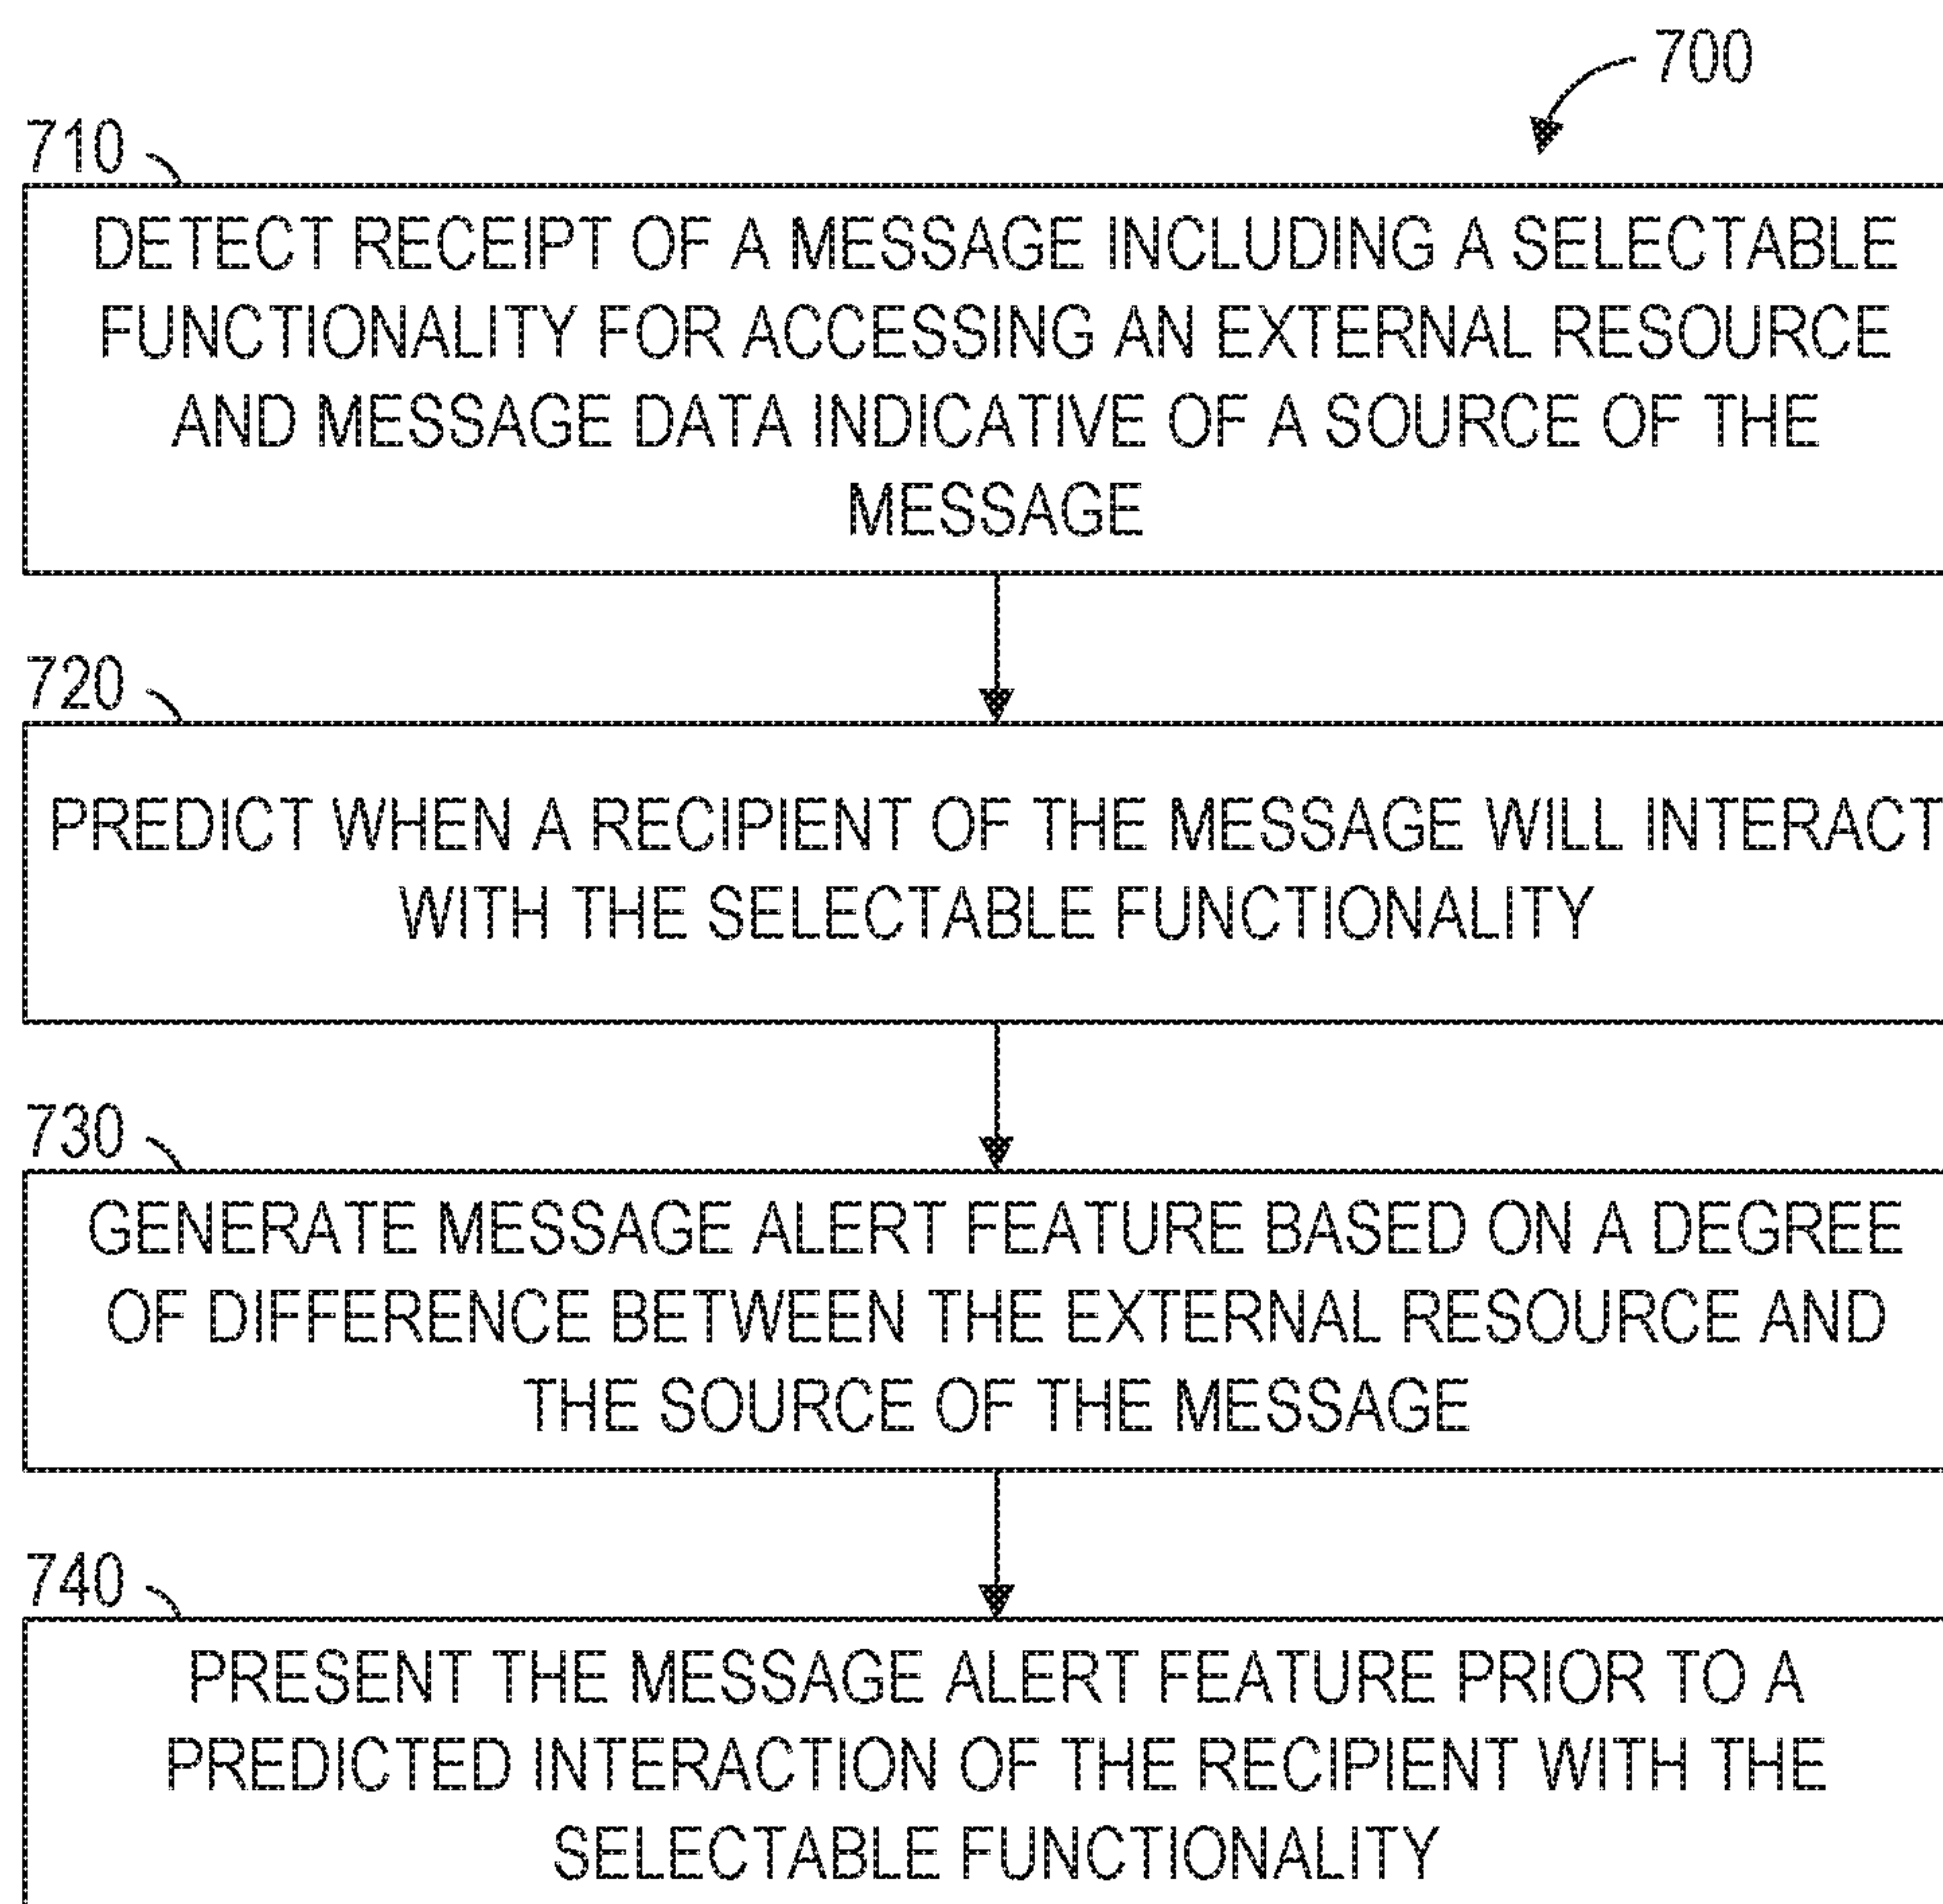 700
710
DETECT RECEIPT OF A MESSAGE INCLUDING A SELECTABLE
FUNCTIONALITY FOR ACCESSING AN EXTERNAL RESOURCE
AND MESSAGE DATA INDICATIVE OF A SOURCE OF THE
MESSAGE
720
PREDICT WHEN A RECIPIENT OF THE MESSAGE WILL INTERACT
WITH THE SELECTABLE FUNCTIONALITY
730
GENERATE MESSAGE ALERT FEATURE BASED ON A DEGREE
OF DIFFERENCE BETWEEN THE EXTERNAL RESOURCE AND
THE SOURCE OF THE MESSAGE
740
PRESENT THE MESSAGE ALERT FEATURE PRIOR TO A
PREDICTED INTERACTION OF THE RECIPIENT WITH THE
SELECTABLE FUNCTIONALITY